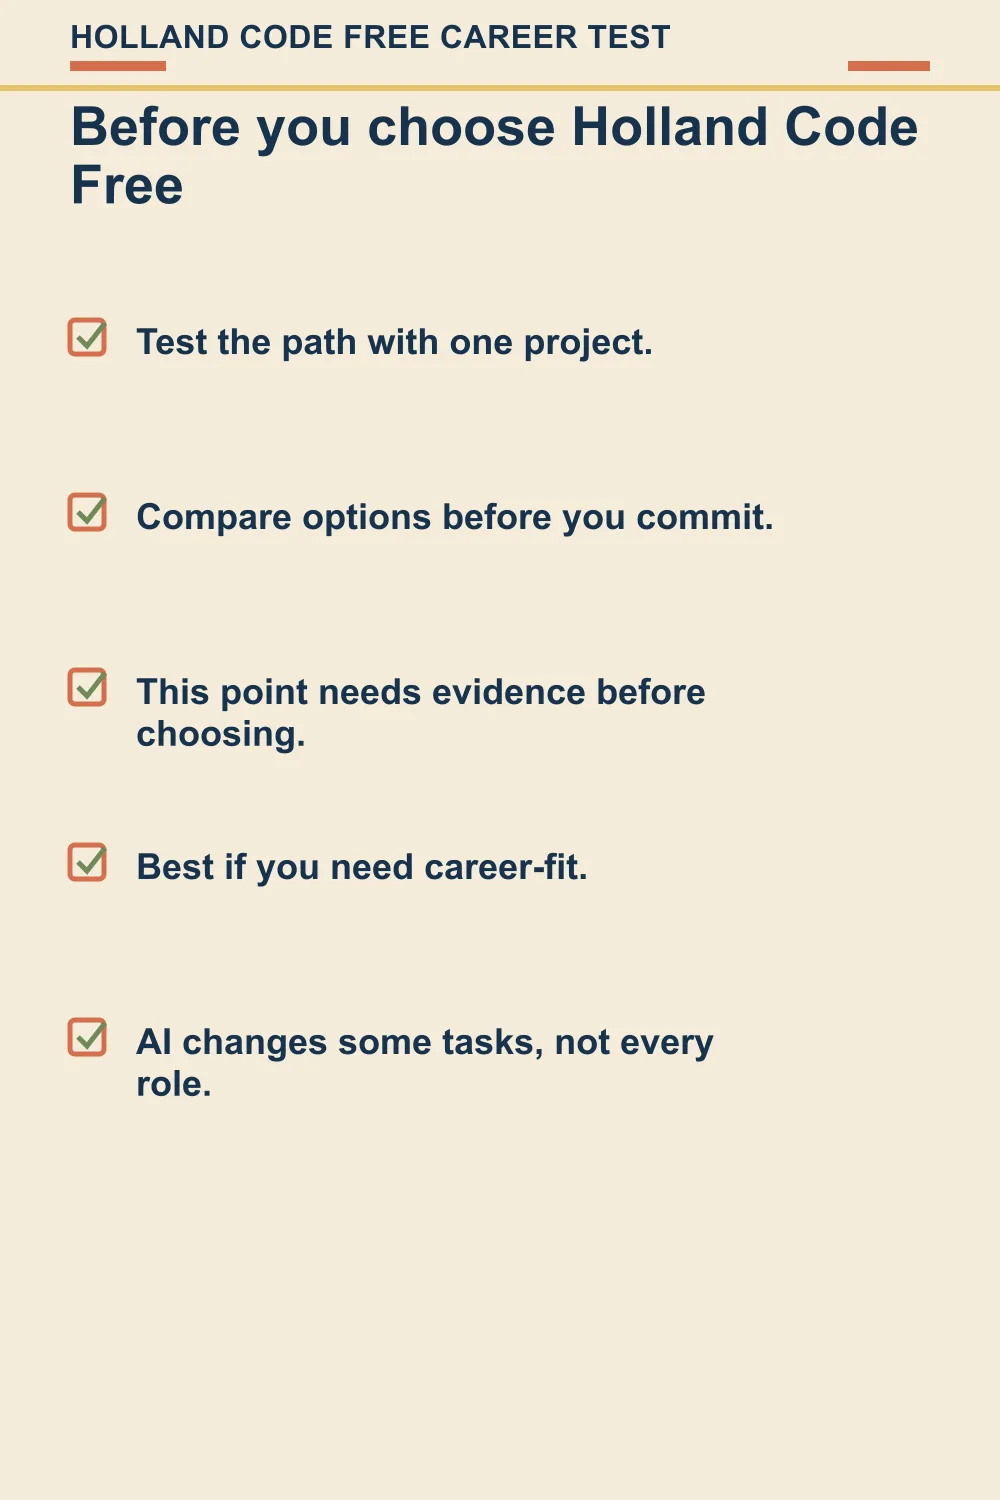 HOLLAND CODE FREE CAREER TEST
Before you choose Holland Code
Free
Test the path with one project.
Compare options before you commit.
This point needs evidence before
choosing.
Best if you need career-fit.
AI changes some tasks, not every
role.